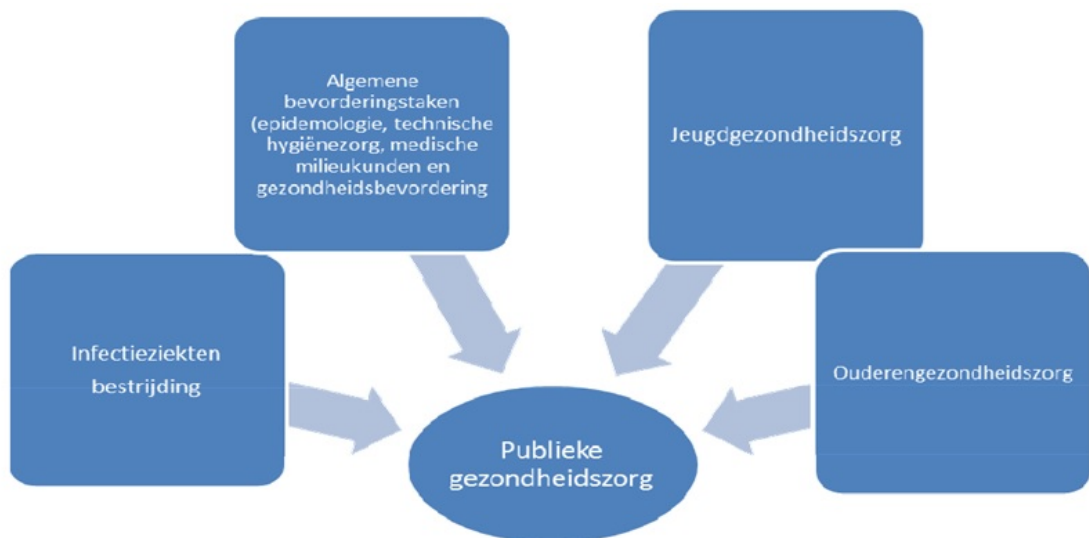 Algemene
bevorderingstaken
(epidemologie, technische
hygiënezorg, medische
milieukunden en
gezondheidsbevordering
Jeugdgezondheidszorg
Infectieziekten
bestrijding
Ouderengezondheidszorg
Publieke
gezondheidszorg